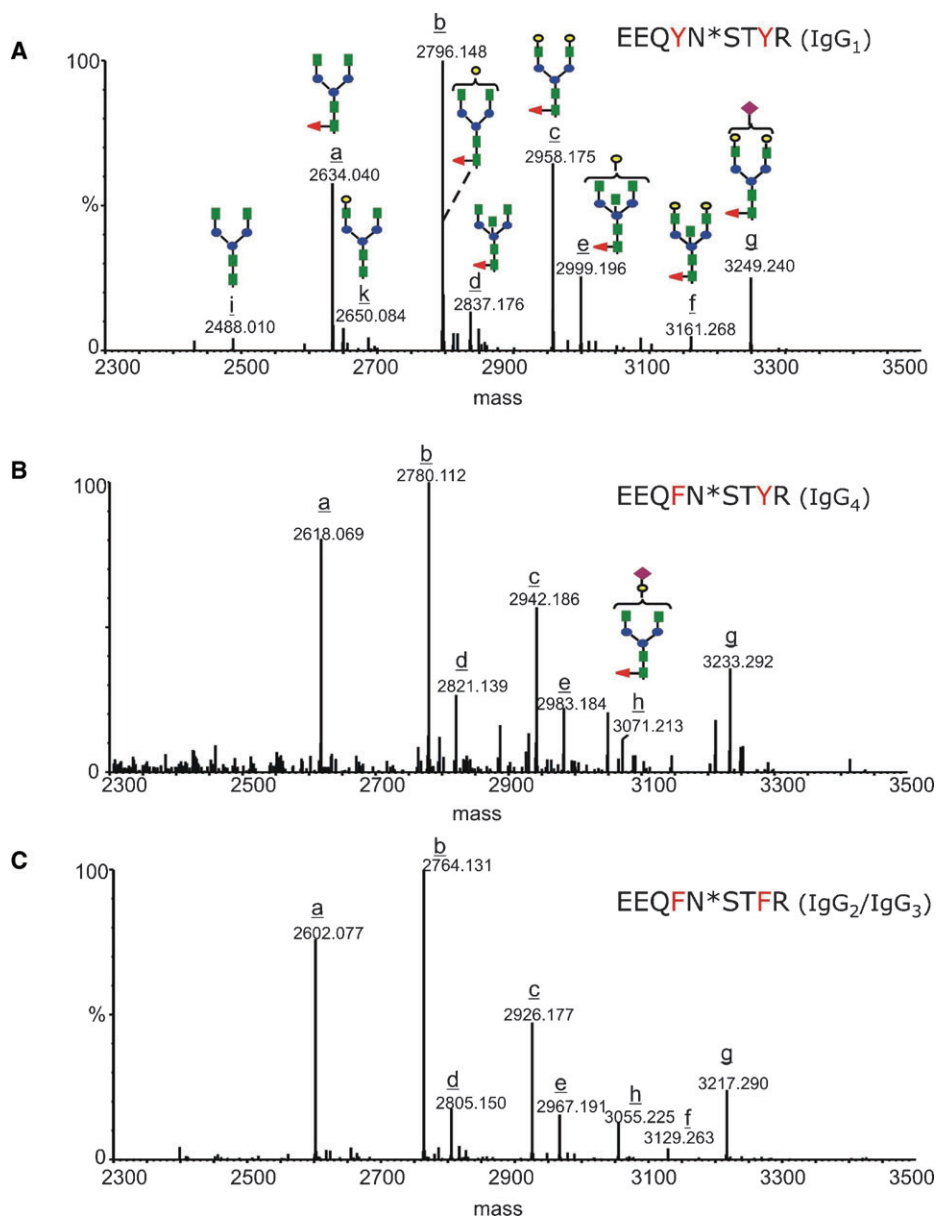 A
EEQYN*STYR (IgG1)
b
2796.148
100
a
2634.040
c
2958.175
%
i
2488.010
k
2650.084
d
2837.176
e
2999.196
f
3161.268
g
3249.240
0
2300 2500 2700 2900 3100 3300 3500
mass
B
EEQFN*STYR (IgG4)
b
2780.112
100
a
2618.069
c
2942.186
d
2821.139
e
2983.184
h
3071.213
g
3233.292
0
2300 2500 2700 2900 3100 3300 3500
mass
C
EEQFN*STFR (IgG2/IgG3)
b
2764.131
100
a
2602.077
c
2926.177
%
d
2805.150
e
2967.191
h
3055.225
f
3129.263
g
3217.290
0
2300 2500 2700 2900 3100 3300 3500
mass